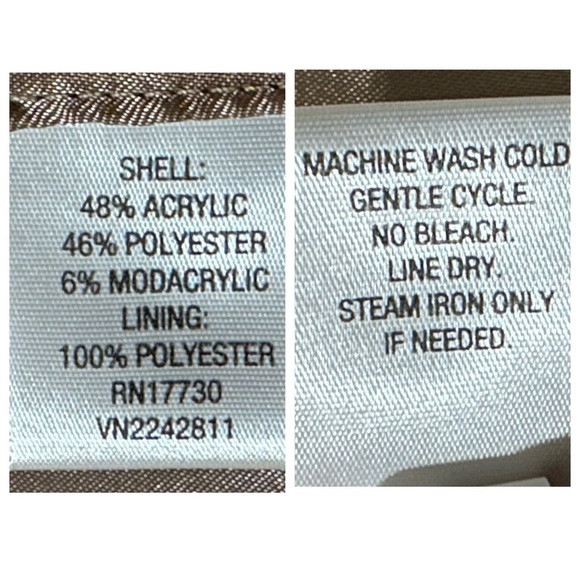 SHELL:
48% ACRYLIC
46% POLYESTER
6% MODACRYLIC
LINING:
100% POLYESTER
RN17730
VN2242811
MACHINE WASH COLD
GENTLE CYCLE.
NO BLEACH.
LINE DRY.
STEAM IRON ONLY
IF NEEDED.